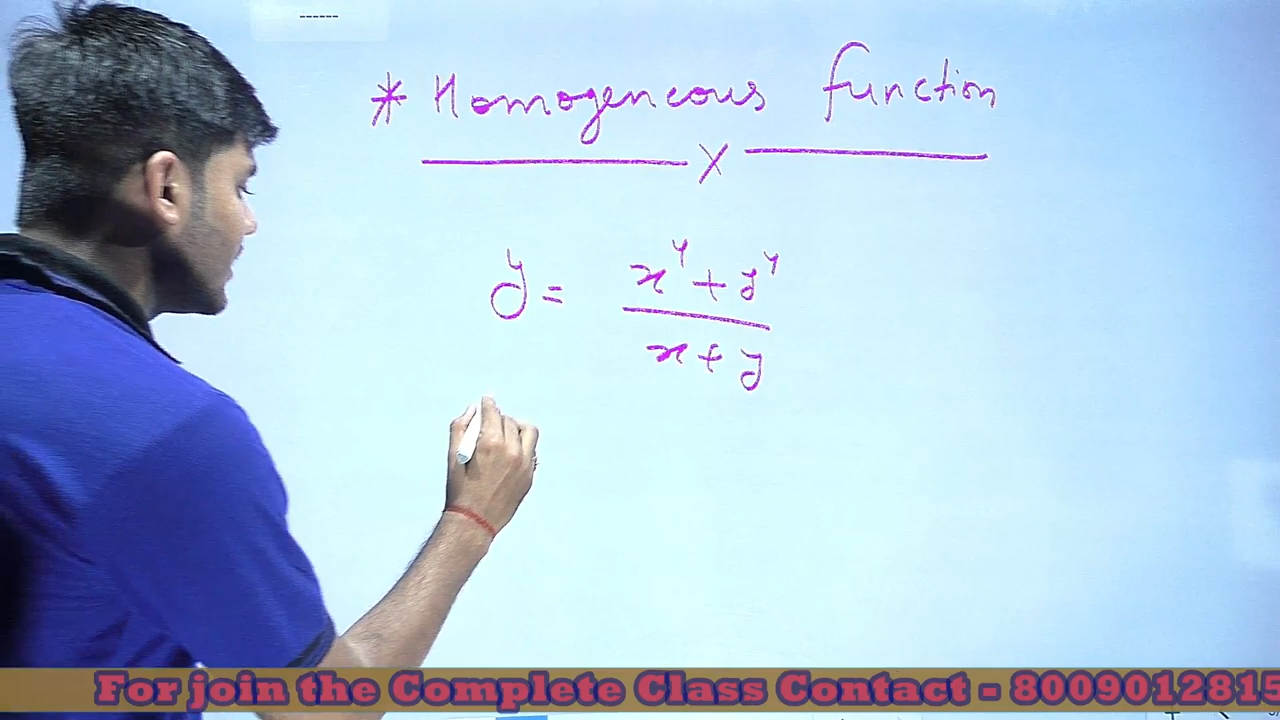 ------
* Homogeneous function
x
y = x⁴ + y⁴ / x + y
For join the Complete Class Contact - 8009012815